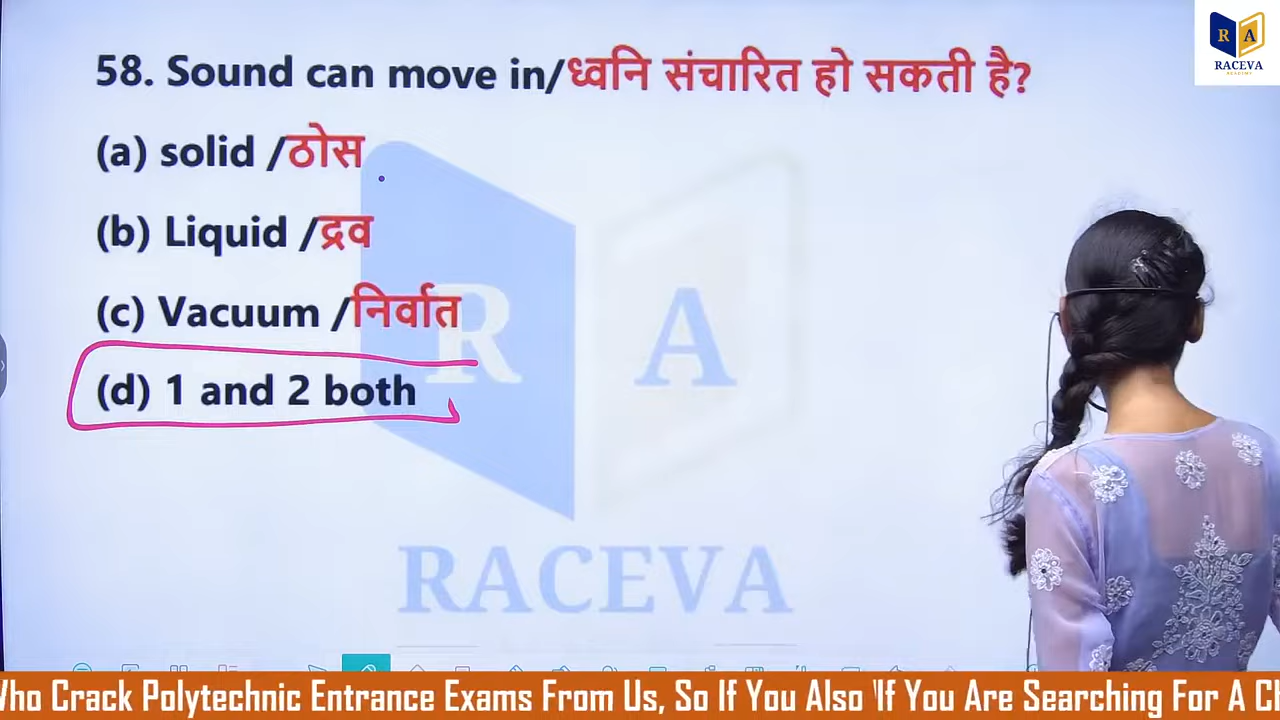 58. Sound can move in/ध्वनि संचारित हो सकती है?
(a) solid /ठोस
(b) Liquid /द्रव
(c) Vacuum /निर्वात
(d) 1 and 2 both
R A
RACEVA
ACADEMY
R A
RACEVA
Who Crack Polytechnic Entrance Exams From Us, So If You Also 'If You Are Searching For A